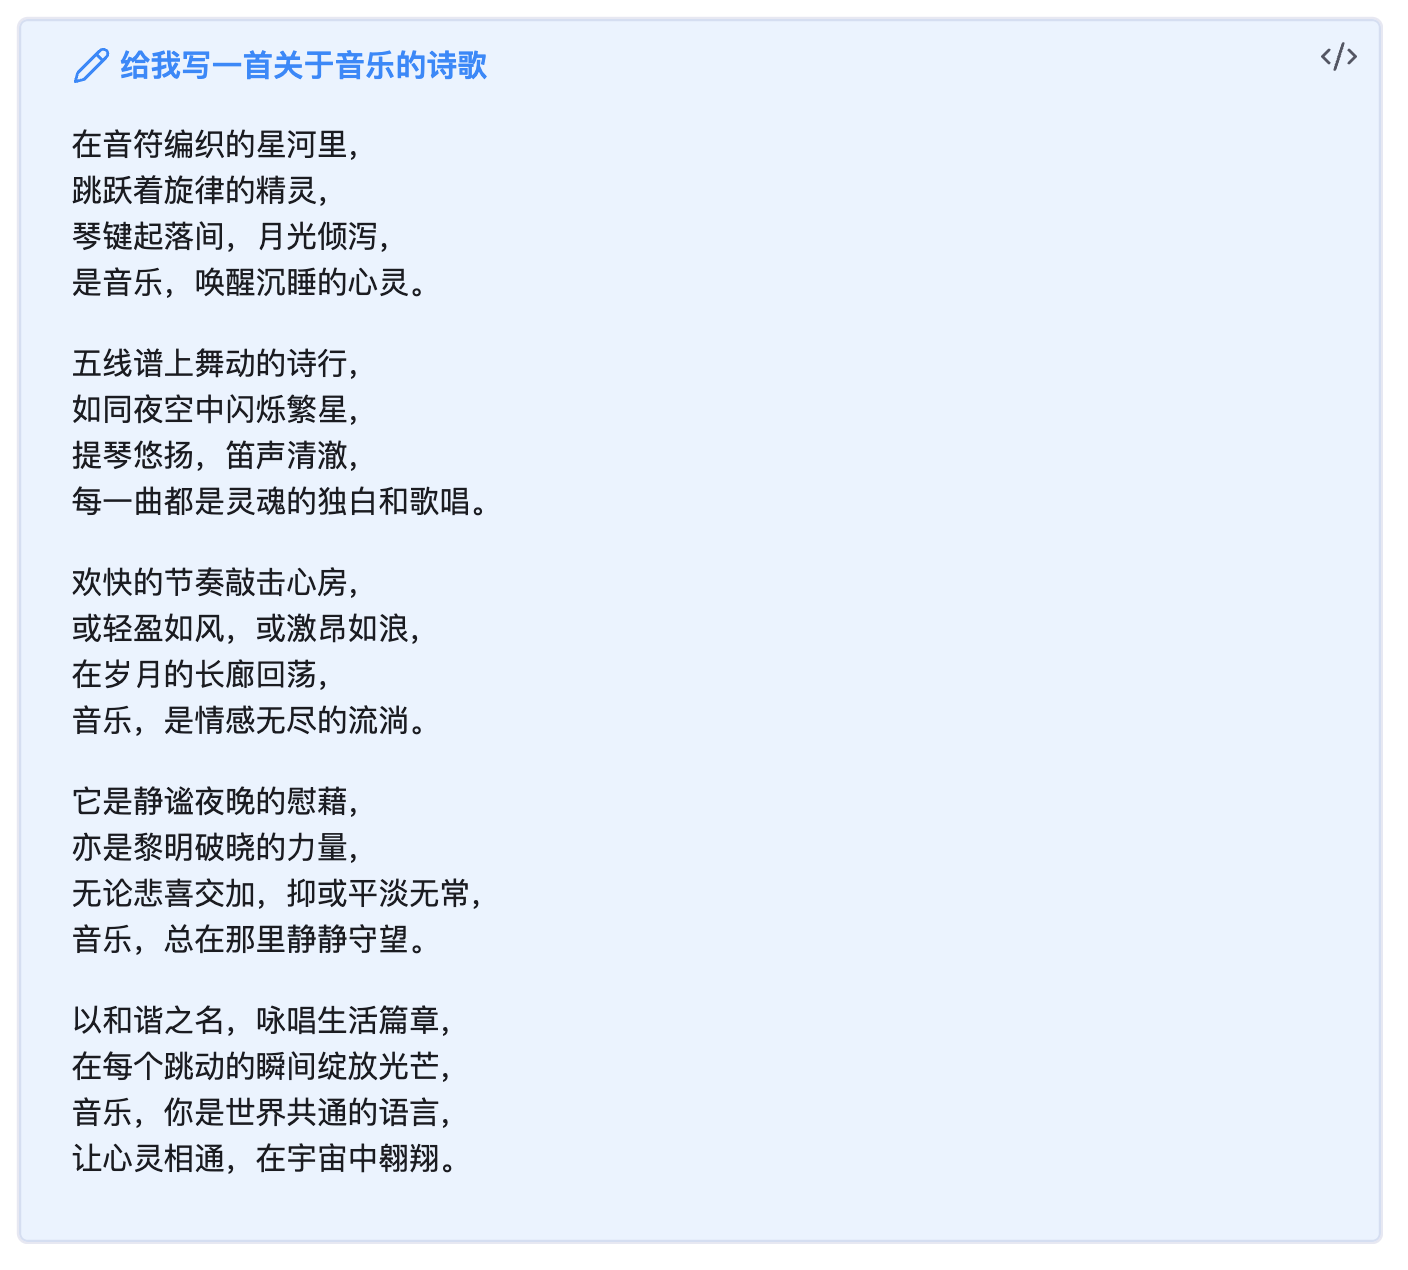 给我写一首关于音乐的诗歌
在音符编织的星河里，
跳跃着旋律的精灵，
琴键起落间，月光倾泻，
是音乐，唤醒沉睡的心灵。
五线谱上舞动的诗行，
如同夜空中闪烁繁星，
提琴悠扬，笛声清澈，
每一曲都是灵魂的独白和歌唱。
欢快的节奏敲击心房，
或轻盈如风，或激昂如浪，
在岁月的长廊回荡，
音乐，是情感无尽的流淌。
它是静谧夜晚的慰藉，
亦是黎明破晓的力量，
无论悲喜交加，抑或平淡无常，
音乐，总在那里静静守望。
以和谐之名，咏唱生活篇章，
在每个跳动的瞬间绽放光芒，
音乐，你是世界共通的语言，
让心灵相通，在宇宙中翱翔。